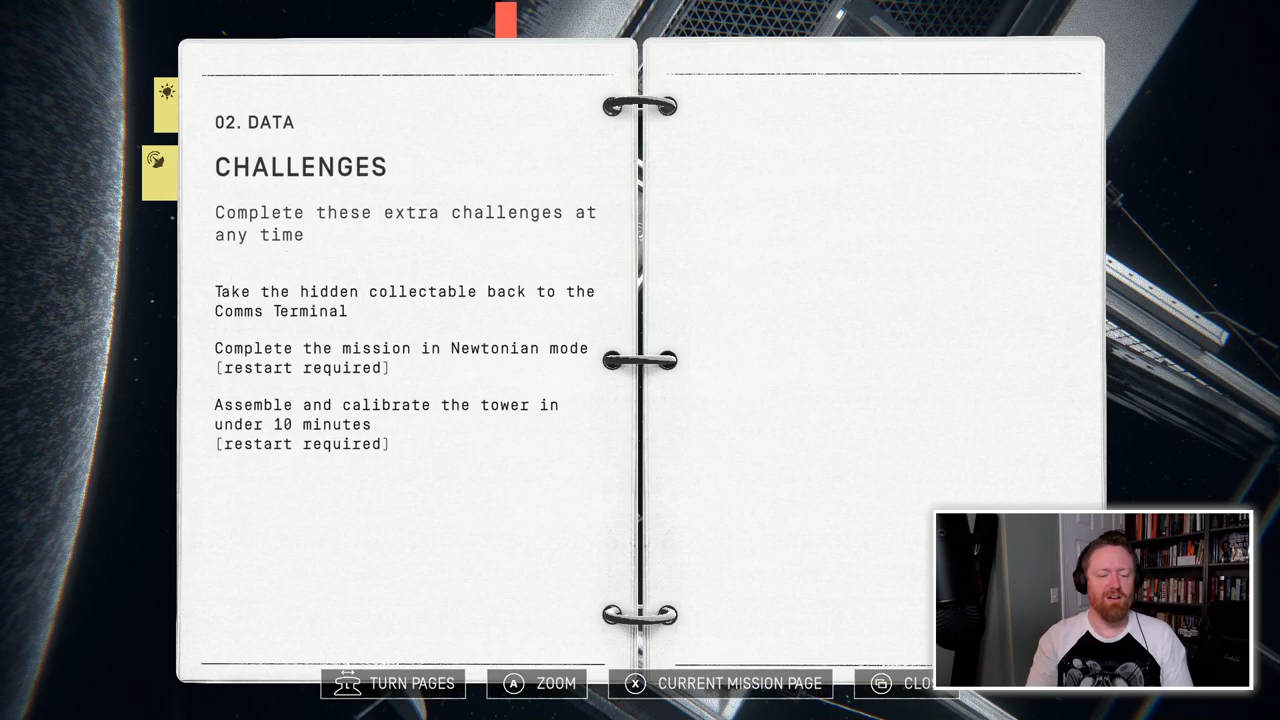 02. DATA
CHALLENGES
Complete these extra challenges at
any time
Take the hidden collectable back to the
Comms Terminal
Complete the mission in Newtonian mode
[restart required]
Assemble and calibrate the tower in
under 10 minutes
[restart required]
L TURN PAGES
A ZOOM
X CURRENT MISSION PAGE